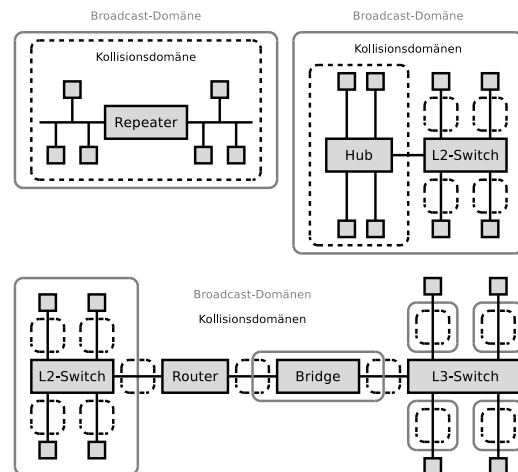 Broadcast-Domäne
Kollisionsdomäne
Repeater
Broadcast-Domäne
Kollisionsdomänen
Hub
L2-Switch
Broadcast-Domänen
Kollisionsdomänen
L2-Switch
Router
Bridge
L3-Switch